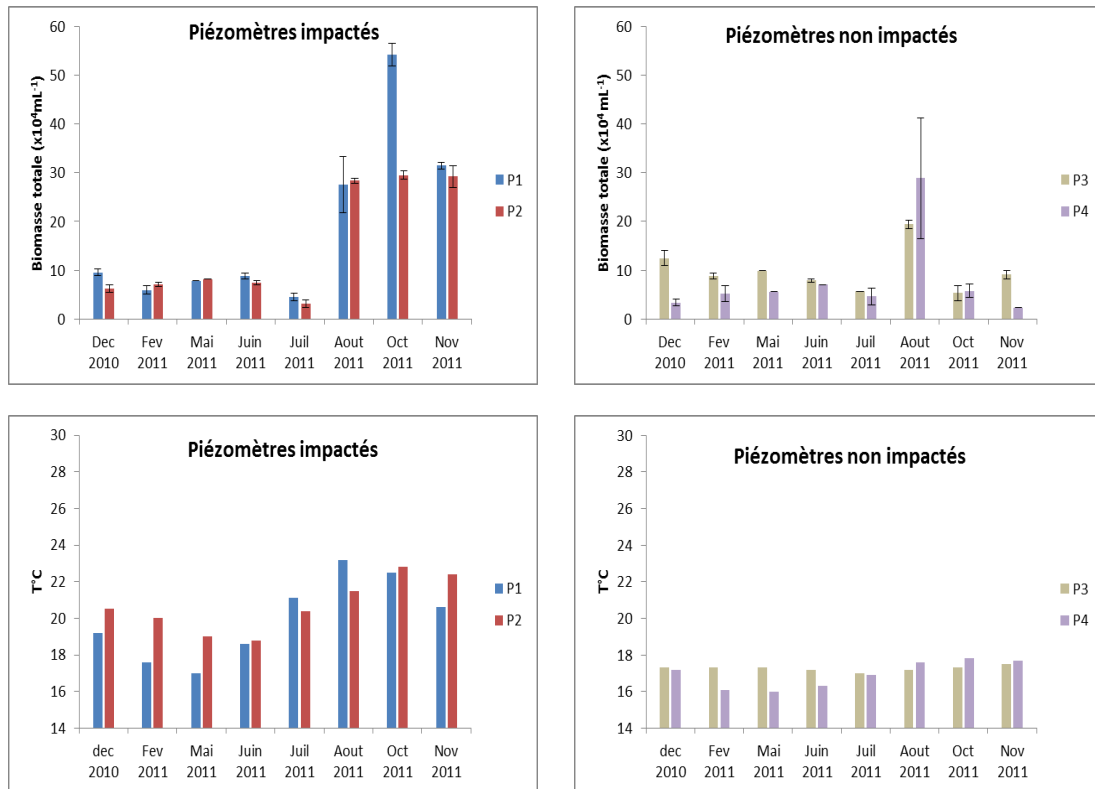 Piézomètres impactés
Biomasse totale (x10⁴mL⁻¹)
60
50
40
30
20
10
0
Dec 2010
Fev 2011
Mai 2011
Juin 2011
Juil 2011
Aout 2011
Oct 2011
Nov 2011
P1
P2
Piézomètres non impactés
Biomasse totale (x10⁴mL⁻¹)
60
50
40
30
20
10
0
Dec 2010
Fev 2011
Mai 2011
Juin 2011
Juil 2011
Aout 2011
Oct 2011
Nov 2011
P3
P4
Piézomètres impactés
T°C
30
28
26
24
22
20
18
16
14
dec 2010
Fev 2011
Mai 2011
Juin 2011
Juil 2011
Aout 2011
Oct 2011
Nov 2011
P1
P2
Piézomètres non impactés
T°C
30
28
26
24
22
20
18
16
14
dec 2010
Fev 2011
Mai 2011
Juin 2011
Juil 2011
Aout 2011
Oct 2011
Nov 2011
P3
P4